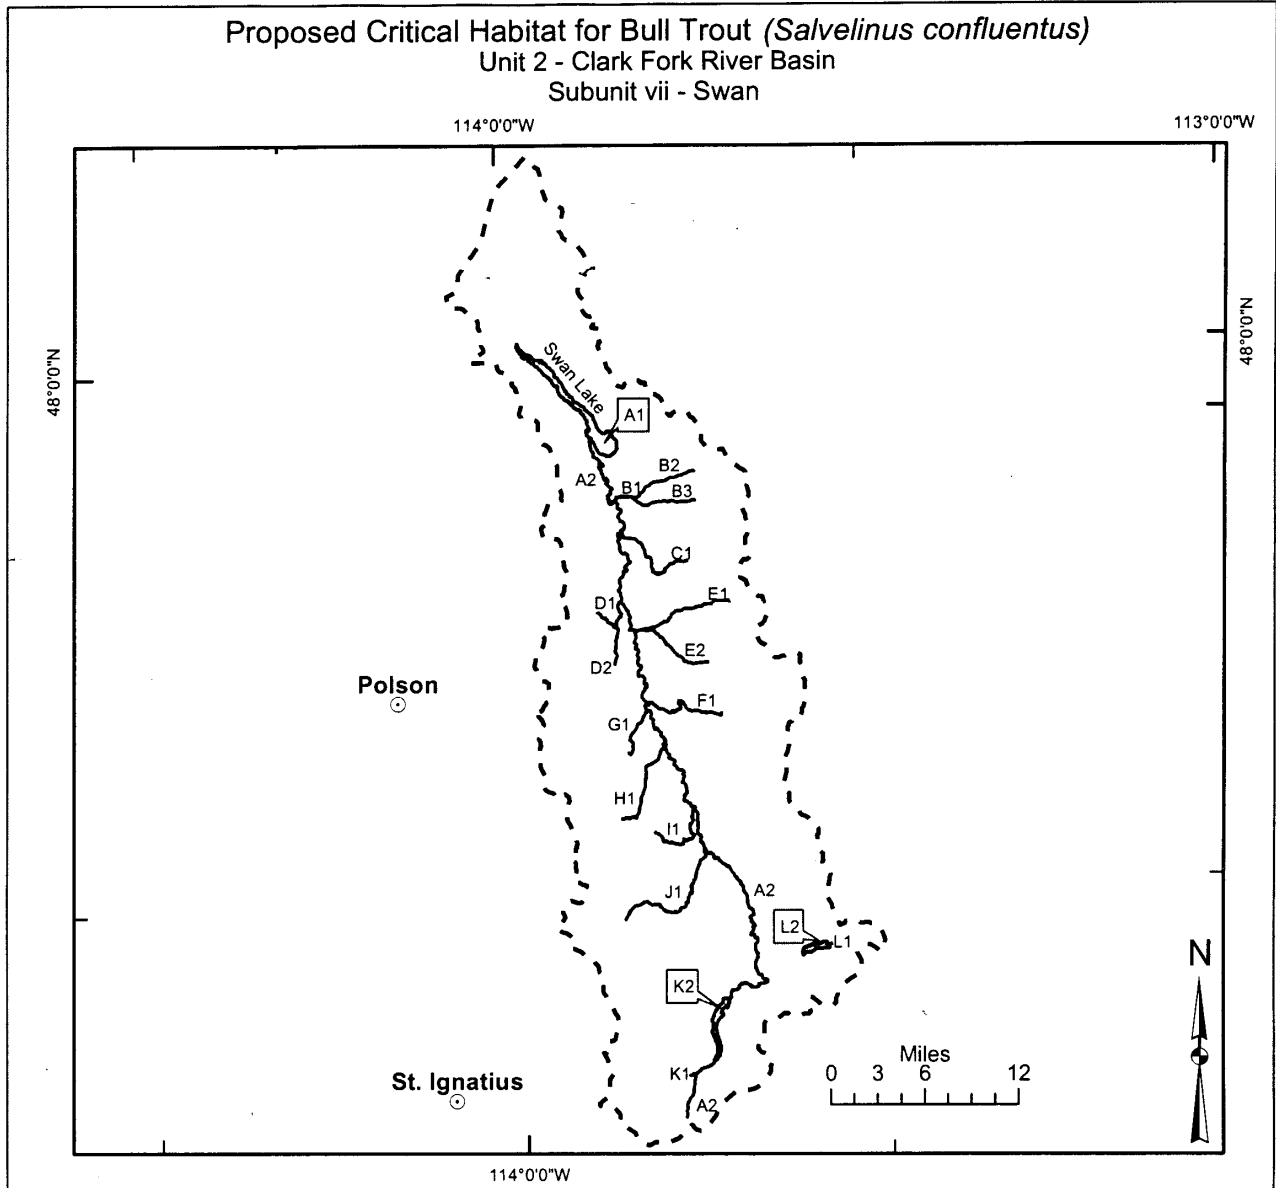 Proposed Critical Habitat for Bull Trout (Salvelinus confluentus)
Unit 2 - Clark Fork River Basin
Subunit vii - Swan
114°0'0"W
113°0'0"W
48°0'0"N
48°0'0"N
Swan Lake
A1
A2
B1
B2
B3
C1
D1
E1
D2
E2
Polson
F1
G1
H1
I1
J1
A2
L2
L1
K2
N
Miles
0 3 6 12
K1
St. Ignatius
A2
114°0'0"W